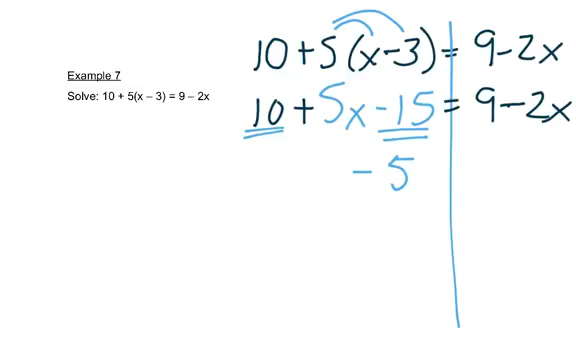 Example 7
Solve: 10 + 5(x – 3) = 9 – 2x
10 + 5(x - 3) = 9 - 2x
10 + 5x - 15 = 9 - 2x
- 5